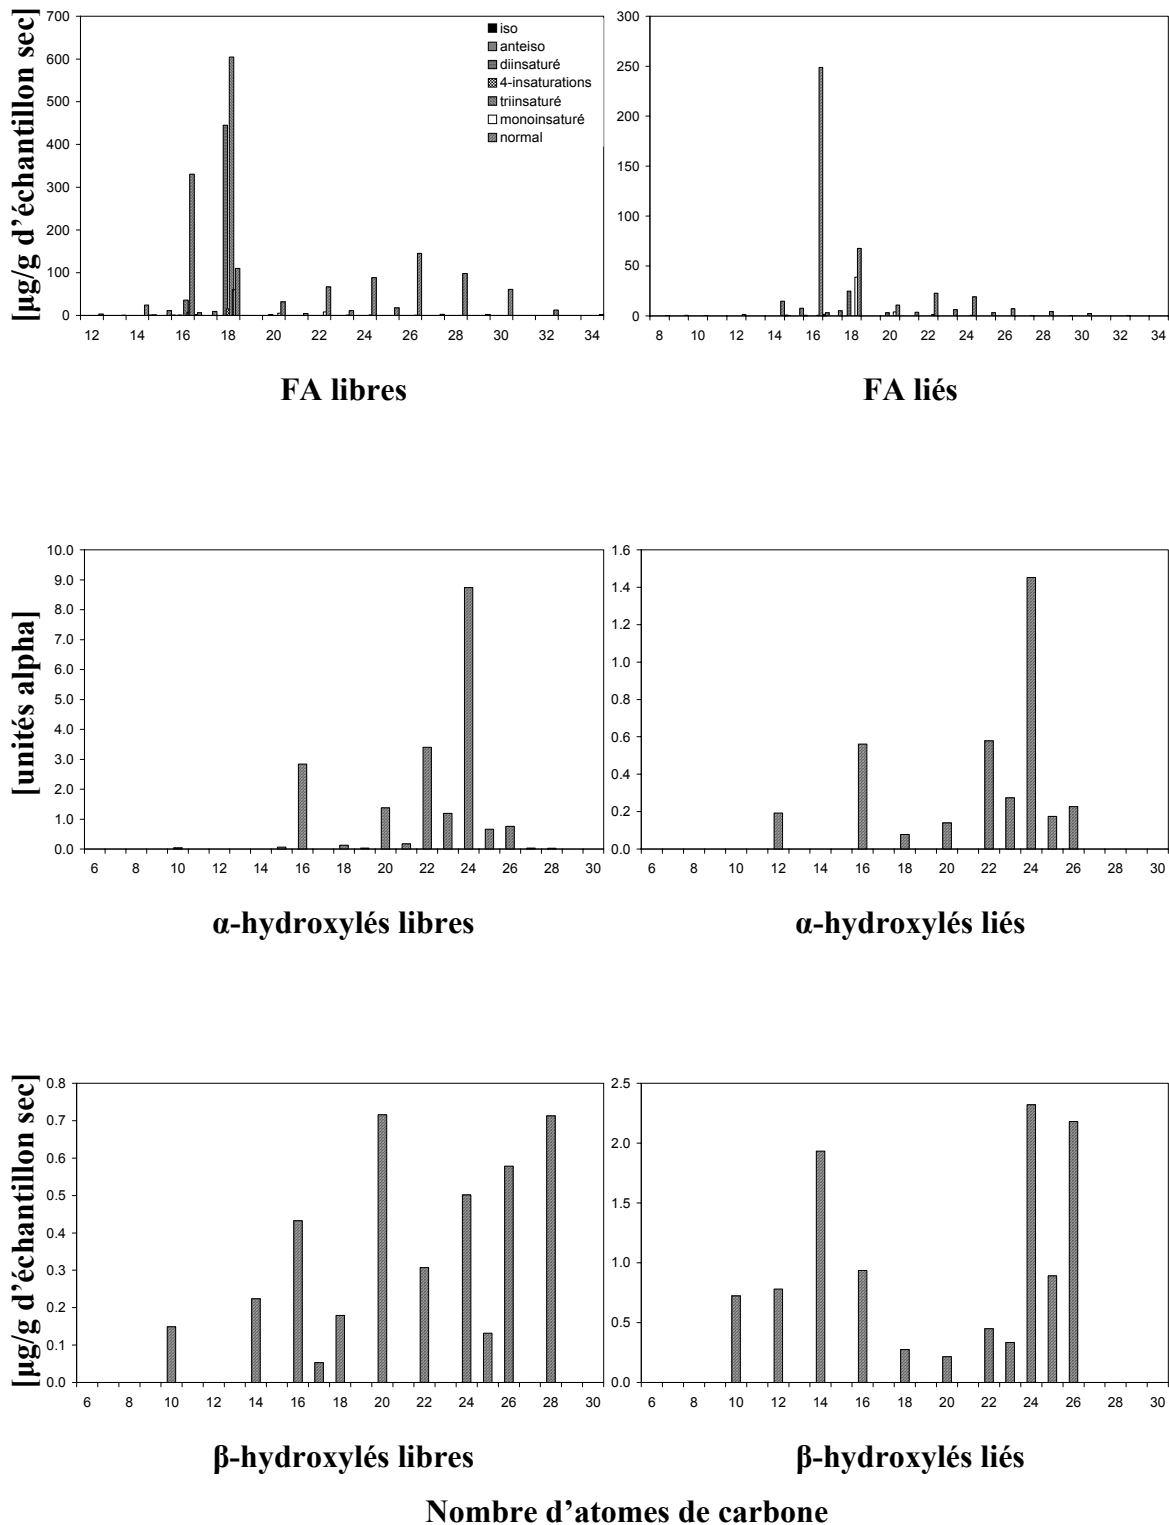 [µg/g d’échantillon sec]
700
600
500
400
300
200
100
0
iso
anteiso
diinsaturé
4-insaturations
triinsaturé
monoinsaturé
normal
12 14 16 18 20 22 24 26 28 30 32 34
FA libres
300
250
200
150
100
50
0
8 10 12 14 16 18 20 22 24 26 28 30 32 34
FA liés
[unités alpha]
10.0
9.0
8.0
7.0
6.0
5.0
4.0
3.0
2.0
1.0
0.0
6 8 10 12 14 16 18 20 22 24 26 28 30
α-hydroxylés libres
1.6
1.4
1.2
1.0
0.8
0.6
0.4
0.2
0.0
6 8 10 12 14 16 18 20 22 24 26 28 30
α-hydroxylés liés
[µg/g d’échantillon sec]
0.8
0.7
0.6
0.5
0.4
0.3
0.2
0.1
0.0
6 8 10 12 14 16 18 20 22 24 26 28 30
β-hydroxylés libres
2.5
2.0
1.5
1.0
0.5
0.0
6 8 10 12 14 16 18 20 22 24 26 28 30
β-hydroxylés liés
Nombre d’atomes de carbone